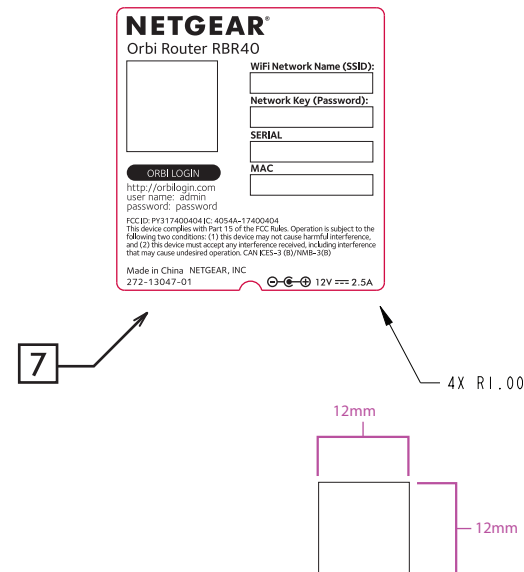 NETGEAR®
Orbi Router RBR40
WiFi Network Name (SSID):
Network Key (Password):
SERIAL
MAC
ORBI LOGIN
http://orbilogin.com
user name: admin
password: password
FCC ID: PY317400404 IC: 4054A-17400404
This device complies with Part 15 of the FCC Rules. Operation is subject to the
following two conditions: (1) this device may not cause harmful interference,
and (2) this device must accept any interference received, including interference
that may cause undesired operation. CAN ICES-3 (B)/NMB-3(B)
Made in China NETGEAR, INC
272-13047-01
12V 2.5A
7
4X R1.00
12mm
12mm